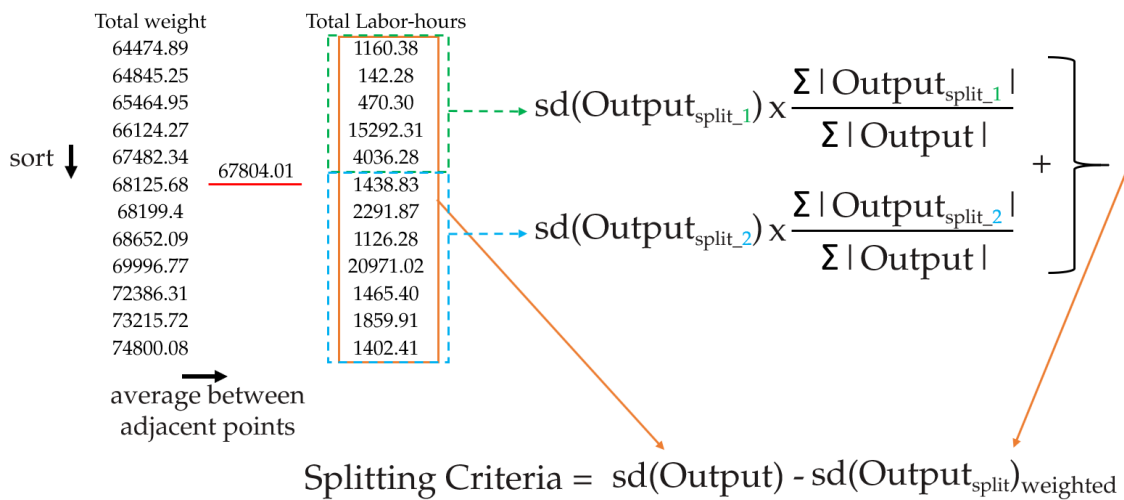 Total weight Total Labor-hours
64474.89 1160.38
64845.25 142.28
65464.95 470.30
66124.27 15292.31
67482.34 4036.28
68125.68 1438.83
68199.4 2291.87
68652.09 1126.28
69996.77 20971.02
72386.31 1465.40
73215.72 1859.91
74800.08 1402.41
sort
67804.01
average between
adjacent points
sd(Output_split_1) x Σ|Output_split_1| / Σ|Output|
+
sd(Output_split_2) x Σ|Output_split_2| / Σ|Output|
Splitting Criteria = sd(Output) - sd(Output_split)_weighted